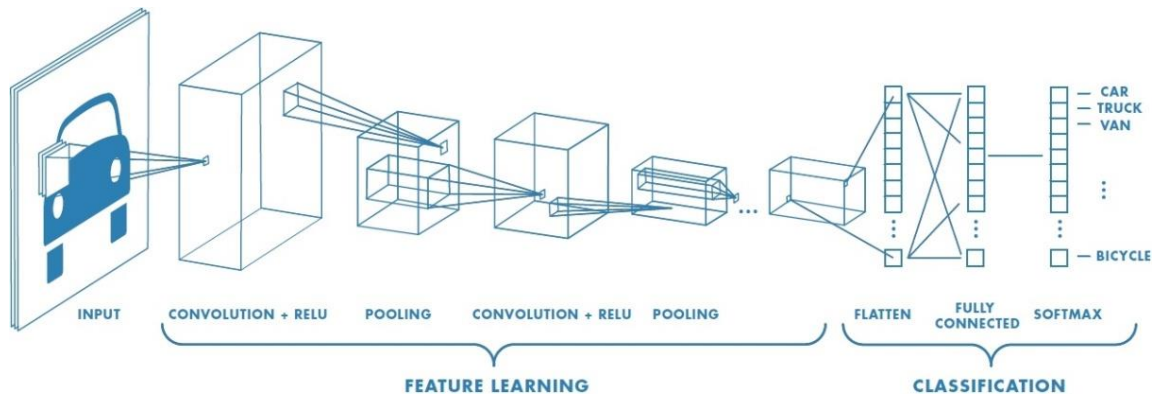 CAR
TRUCK
VAN
BICYCLE
INPUT
CONVOLUTION + RELU
POOLING
CONVOLUTION + RELU
POOLING
FLATTEN
FULLY
CONNECTED
SOFTMAX
FEATURE LEARNING
CLASSIFICATION